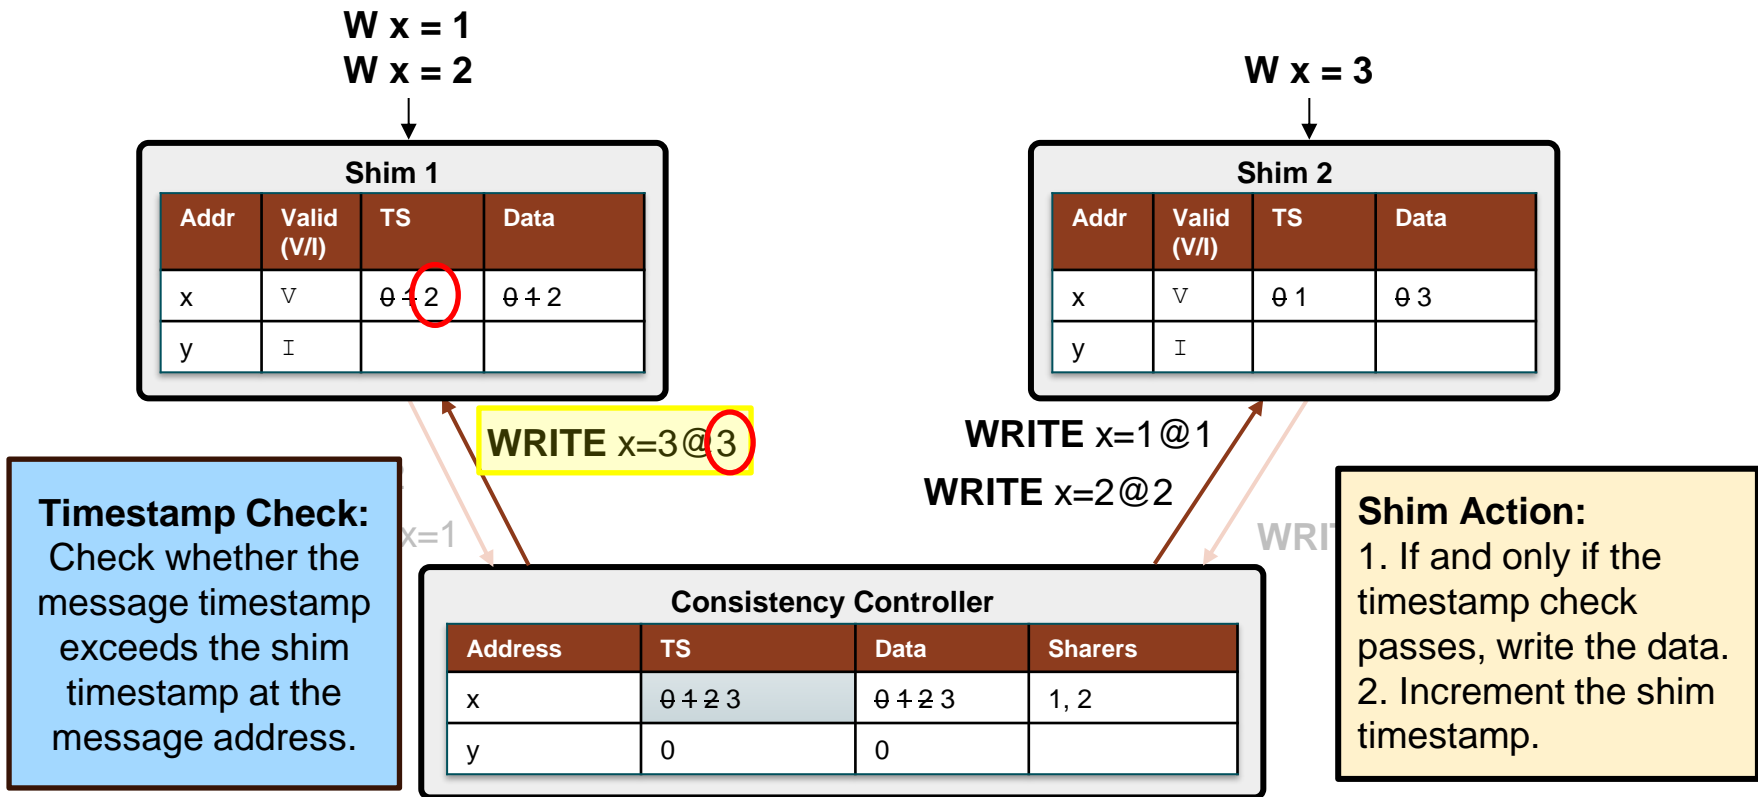 W x = 1
W x = 2
W x = 3
Shim 1
Addr Valid (V/I) TS Data
x V 0 1 2 0 1 2
y I
Shim 2
Addr Valid (V/I) TS Data
x V 0 1 0 3
y I
WRITE x=3@3
WRITE x=1@1
WRITE x=2@2
x=1
WRI
Timestamp Check:
Check whether the
message timestamp
exceeds the shim
timestamp at the
message address.
Shim Action:
1. If and only if the
timestamp check
passes, write the data.
2. Increment the shim
timestamp.
Consistency Controller
Address TS Data Sharers
x 0 1 2 3 0 1 2 3 1, 2
y 0 0